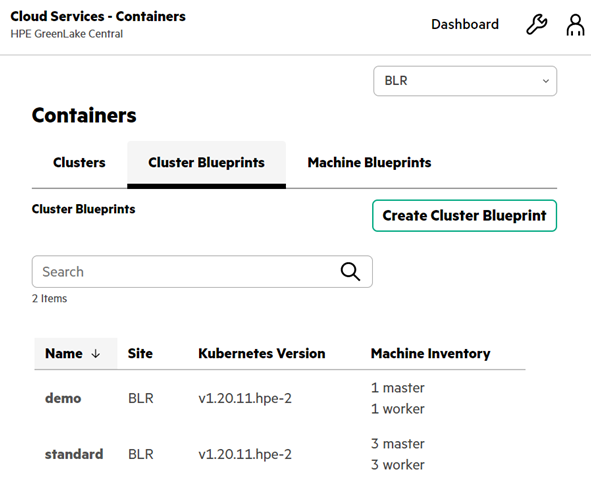 Cloud Services - Containers
HPE GreenLake Central
Dashboard
BLR
Containers
Clusters Cluster Blueprints Machine Blueprints
Cluster Blueprints
Create Cluster Blueprint
Search
2 Items
Name ↓ Site Kubernetes Version Machine Inventory
demo BLR v1.20.11.hpe-2 1 master
1 worker
standard BLR v1.20.11.hpe-2 3 master
3 worker